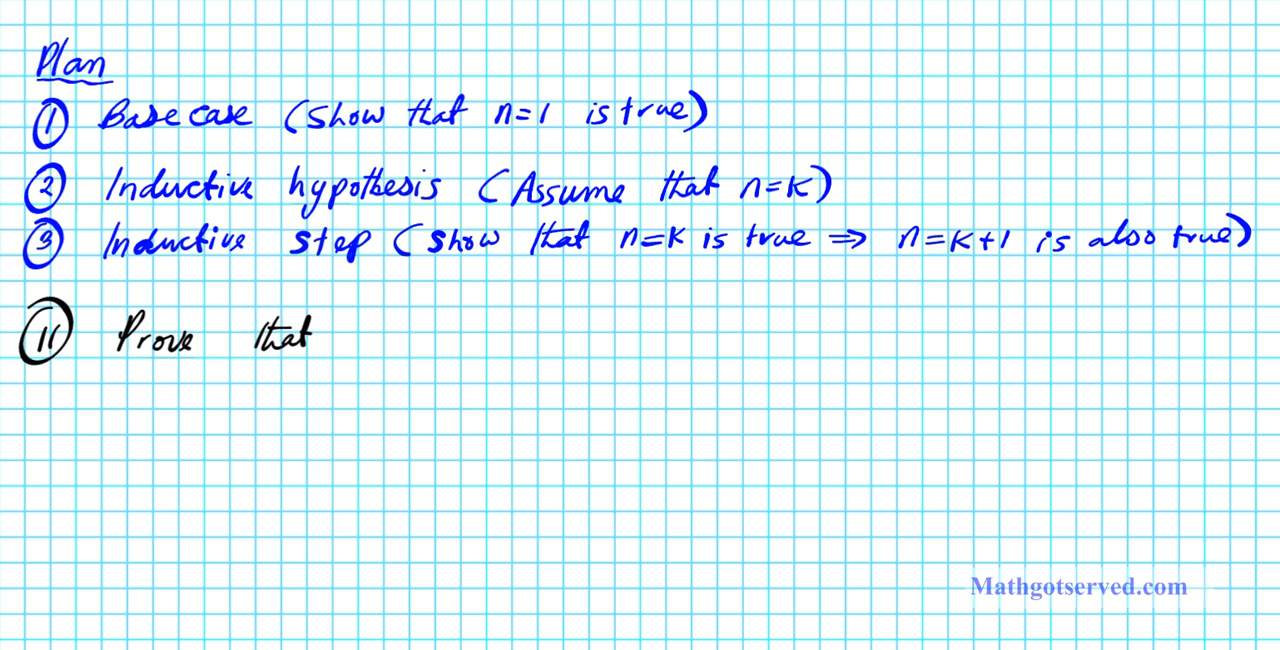 Plan
① Base case (Show that n=1 is true)
② Inductive hypothesis (Assume that n=K)
③ Inductive step (show that n=K is true ⇒ n=K+1 is also true)
⑪ Prove that
Mathgotserved.com